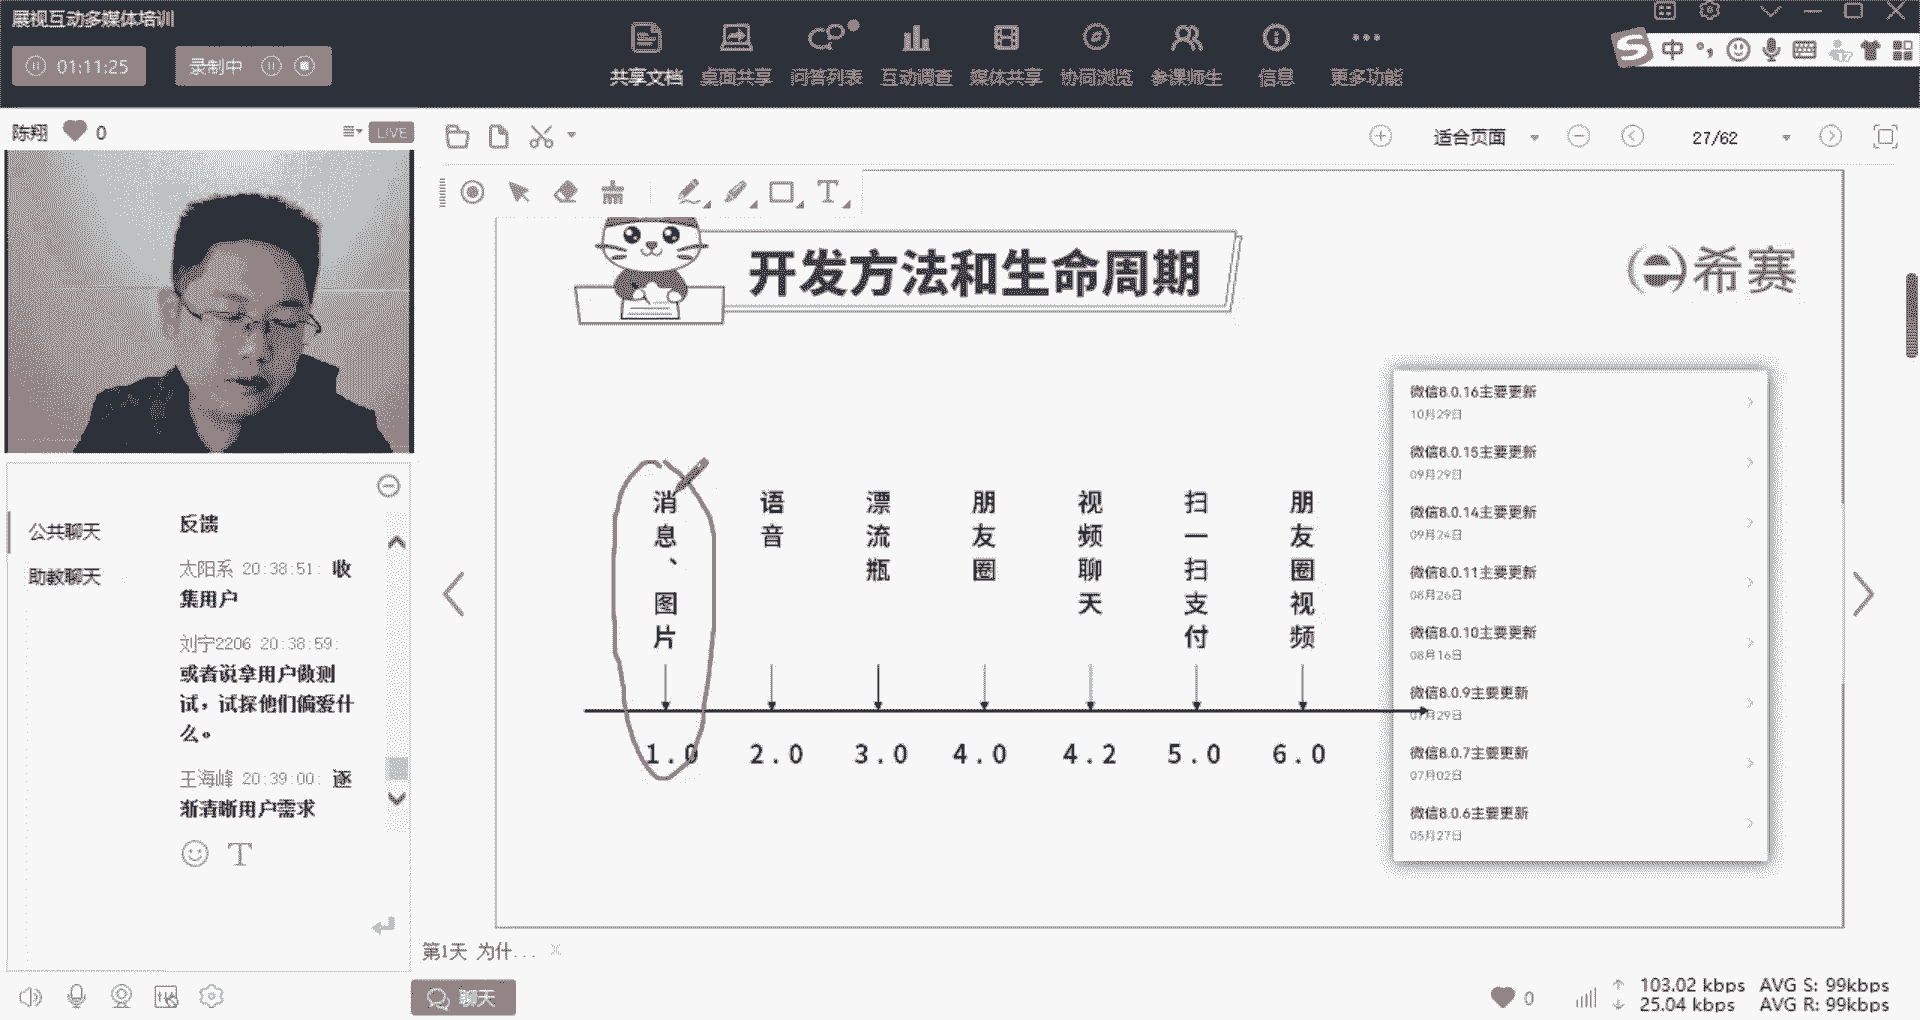 展视互动多媒体培训
01:11:25
录制中
共享文档 桌面共享 问答列表 互动调查 媒体共享 协同浏览 参课师生 信息 更多功能
中
陈翔 0
LIVE
适合页面
27/62
T
开发方法和生命周期
希赛
消息、图片
语音
漂流瓶
朋友圈
视频聊天
扫一扫支付
朋友圈视频
1.0 2.0 3.0 4.0 4.2 5.0 6.0
微信8.0.16主要更新
10月29日
微信8.0.15主要更新
09月29日
微信8.0.14主要更新
09月24日
微信8.0.11主要更新
08月26日
微信8.0.10主要更新
08月16日
微信8.0.9主要更新
07月29日
微信8.0.7主要更新
07月02日
微信8.0.6主要更新
05月27日
公共聊天
助教聊天
反馈
太阳系 20:38:51: 收
集用户
刘宁2206 20:38:59:
或者说拿用户做测
试，试探他们偏爱什
么。
王海峰 20:39:00: 逐
渐清晰用户需求
T
第1天 为什...
聊天
0
103.02 kbps AVG S: 99kbps
25.04 kbps AVG R: 99kbps